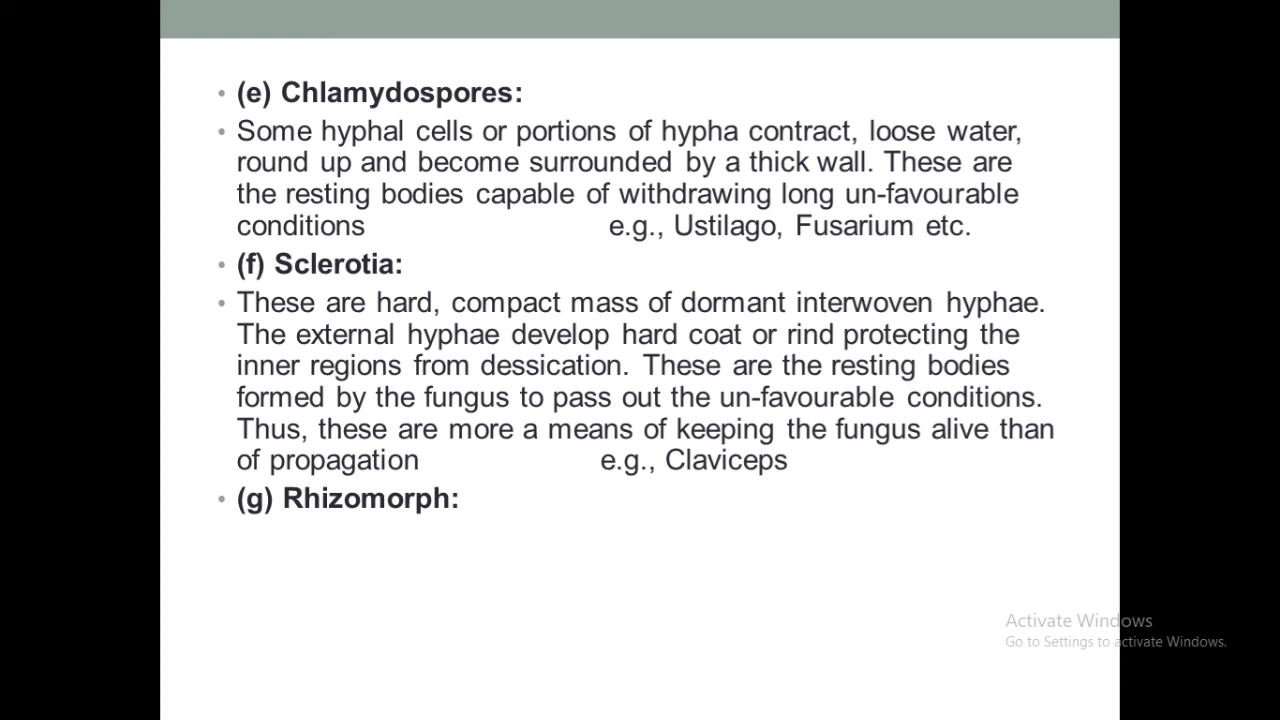 • (e) Chlamydospores:
• Some hyphal cells or portions of hypha contract, loose water,
round up and become surrounded by a thick wall. These are
the resting bodies capable of withdrawing long un-favourable
conditions e.g., Ustilago, Fusarium etc.
• (f) Sclerotia:
• These are hard, compact mass of dormant interwoven hyphae.
The external hyphae develop hard coat or rind protecting the
inner regions from dessication. These are the resting bodies
formed by the fungus to pass out the un-favourable conditions.
Thus, these are more a means of keeping the fungus alive than
of propagation e.g., Claviceps
• (g) Rhizomorph:
Activate Windows
Go to Settings to activate Windows.